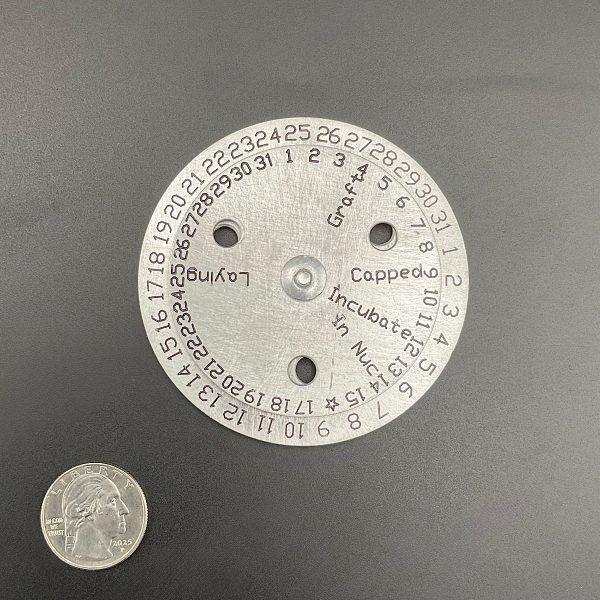 1 2 3 4 5 6 7 8 9 10 11 12 13 14 15 16 17 18 19 20 21 22 23 24 25 26 27 28 29 30 31
1 2 3 4 5 6 7 8 9 10 11 12 13 14 15 ☆ 17 18 19 20 21 22 23 24 25 26 27 28 29 30 31
Graft
Capped
Incubate
In Nuc
Laying
LIBERTY
IN GOD
WE
TRUST
2025